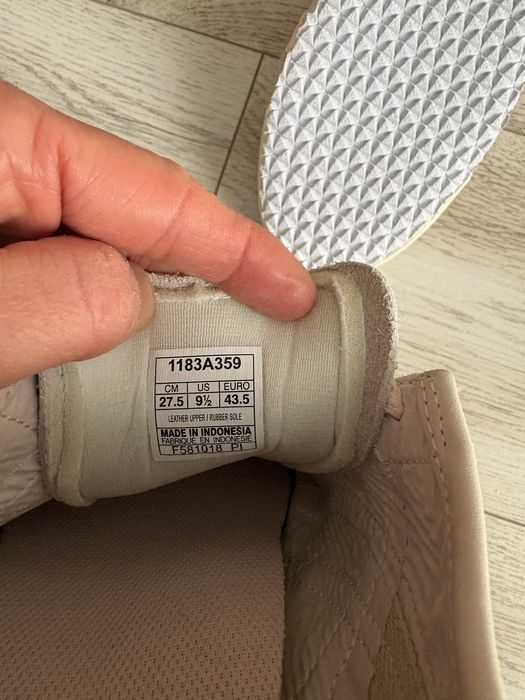 1183A359
CM US EURO
27.5 9½ 43.5
LEATHER UPPER / RUBBER SOLE
MADE IN INDONESIA
FABRIQUE EN INDONESIE
F581018 PI